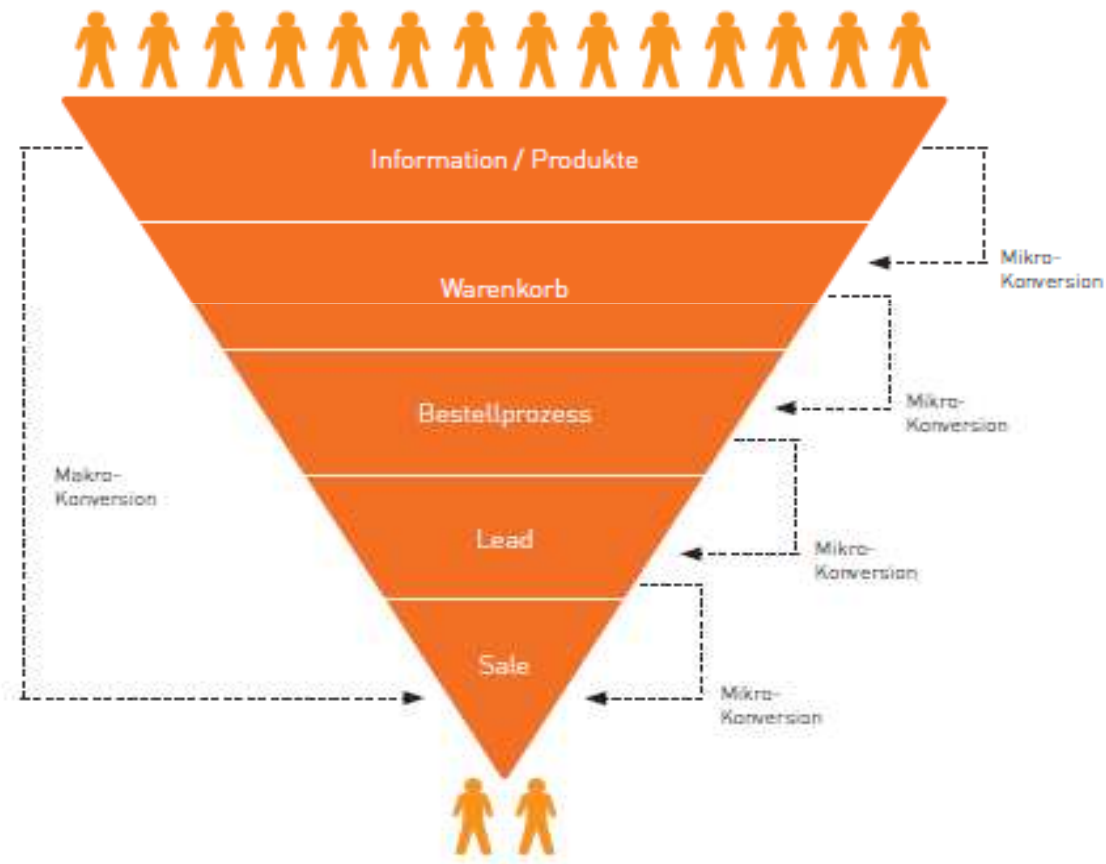 Information / Produkte
Mikro-
Konversion
Warenkorb
Mikro-
Konversion
Bestellprozess
Makro-
Konversion
Lead
Mikro-
Konversion
Sale
Mikro-
Konversion